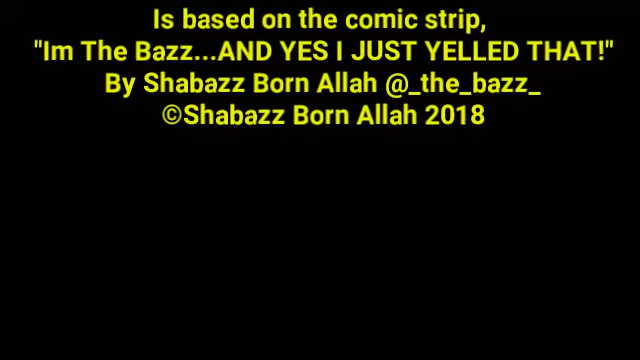 Is based on the comic strip,
"Im The Bazz...AND YES I JUST YELLED THAT!"
By Shabazz Born Allah @_the_bazz_
©Shabazz Born Allah 2018